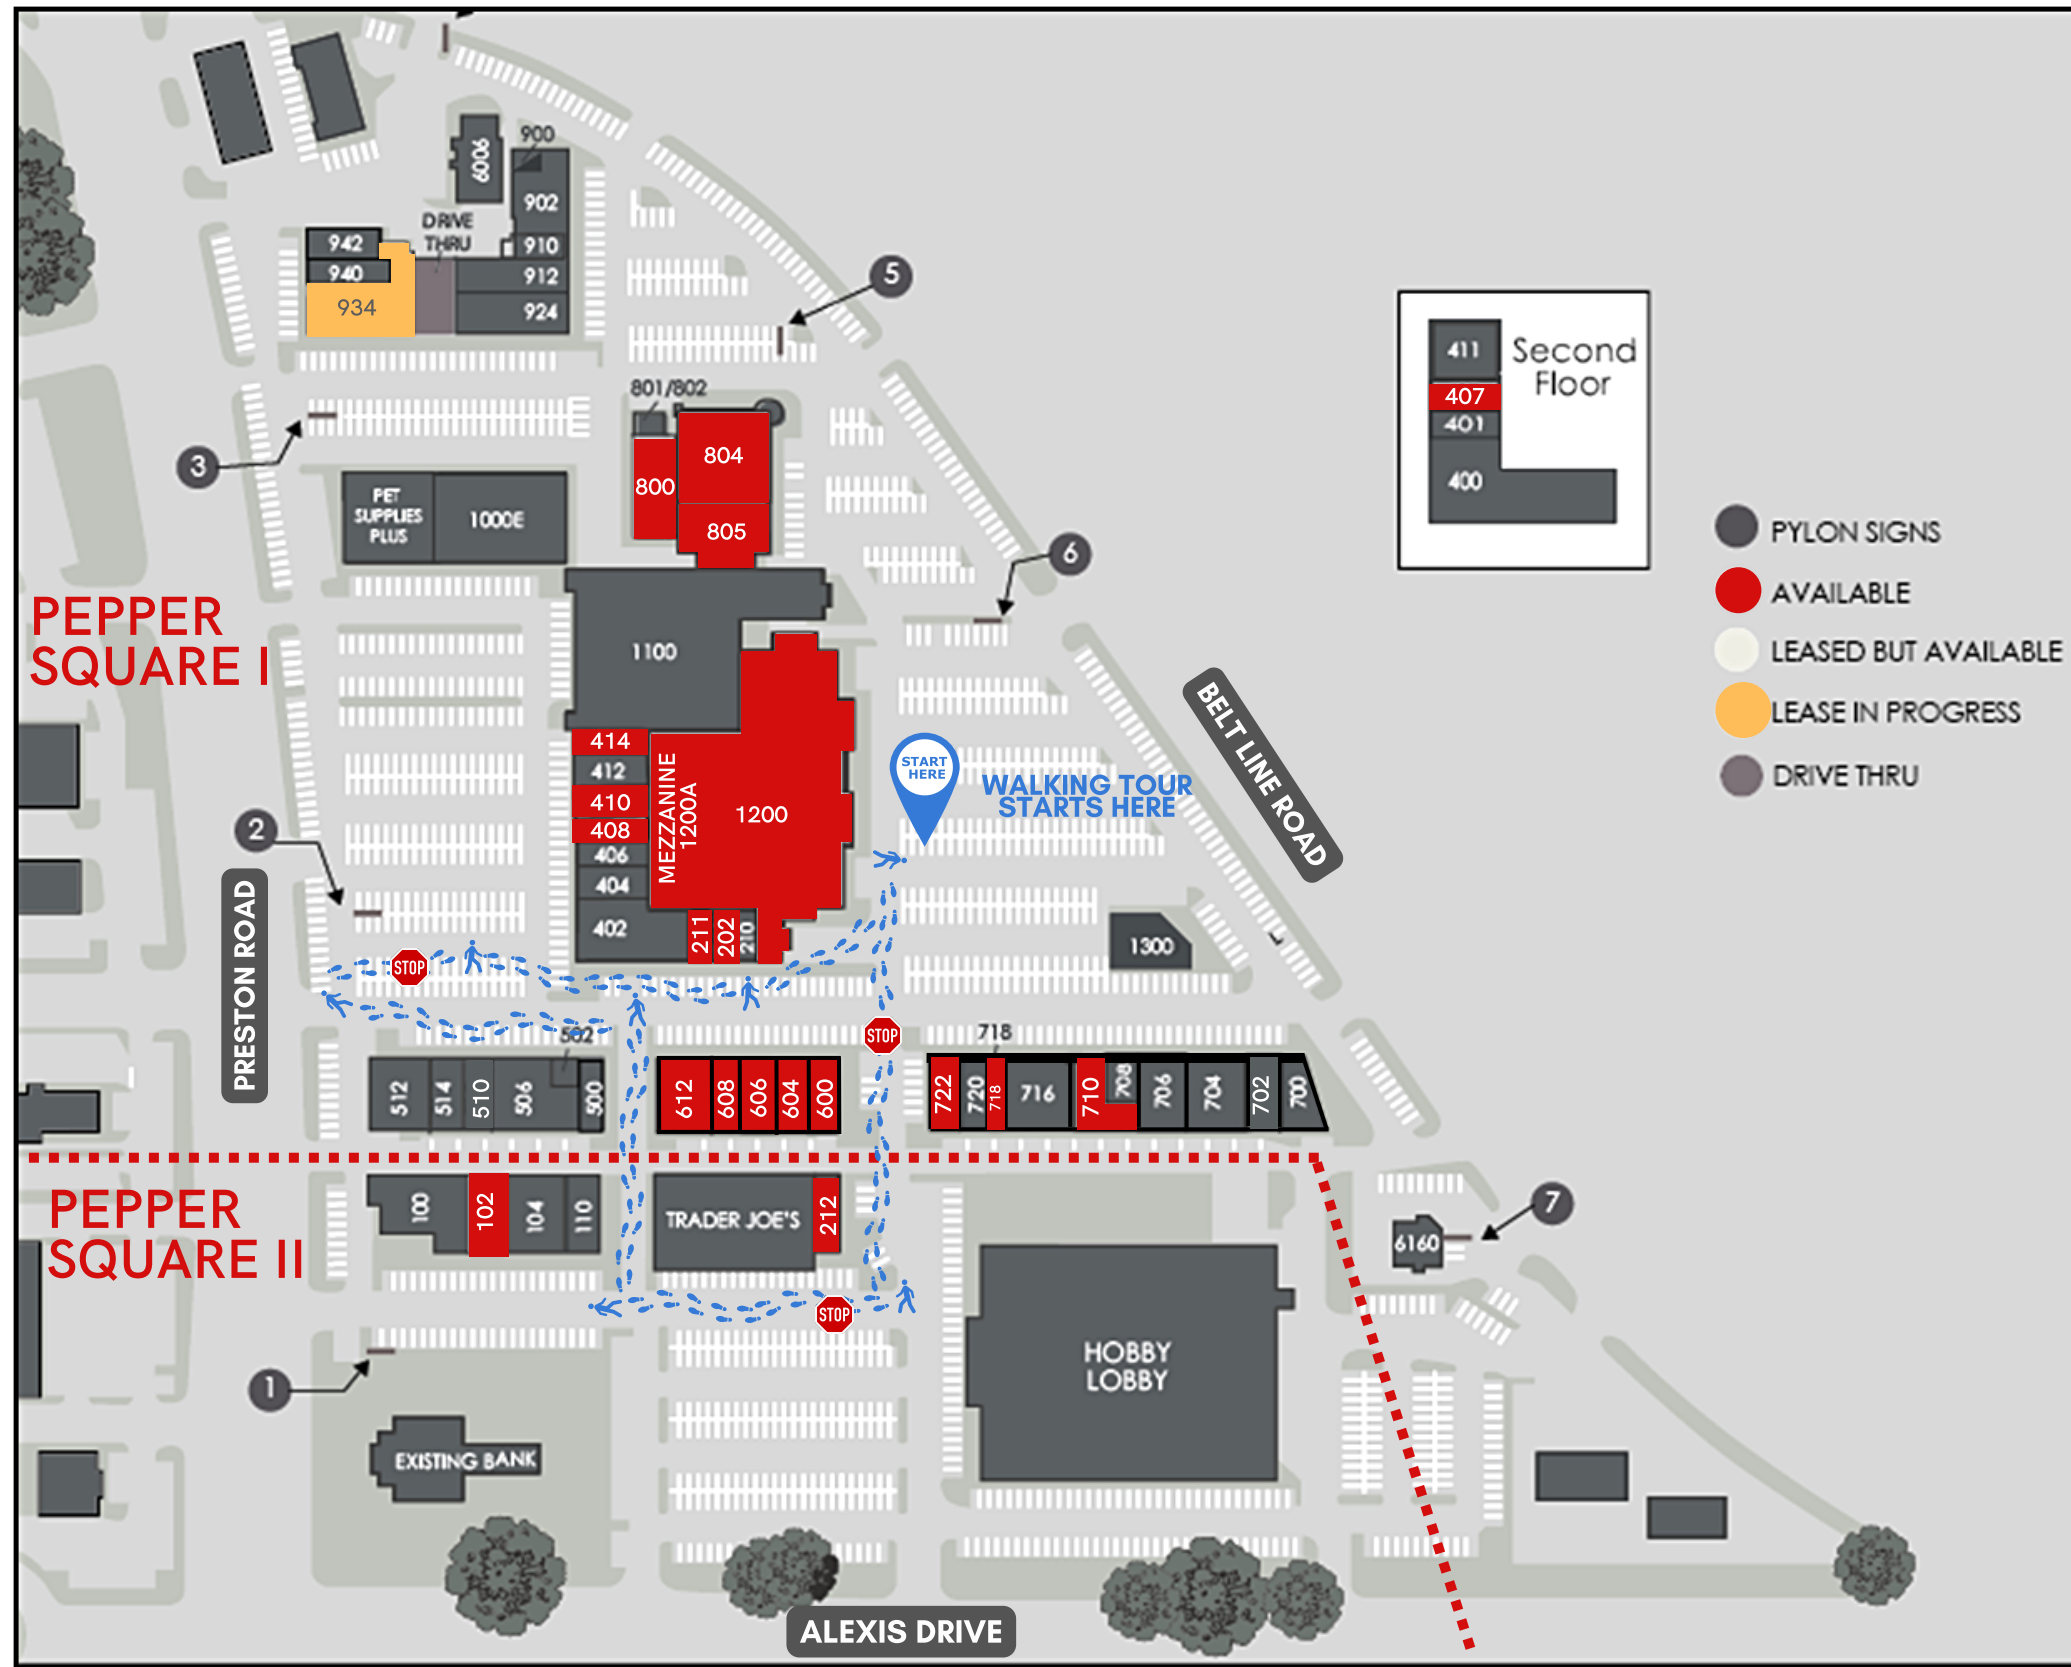 900
6006
902
DRIVE
THRU
942
910
940
912
934
924
5
801/802
3
804
800
805
PET
SUPPLIES
PLUS
1000E
6
411
Second
Floor
407
401
400
PYLON SIGNS
AVAILABLE
LEASED BUT AVAILABLE
LEASE IN PROGRESS
DRIVE THRU
PEPPER
SQUARE I
1100
BELT LINE ROAD
414
412
410
408
406
404
402
MEZZANINE
1200A
1200
211
202
210
START
HERE
WALKING TOUR
STARTS HERE
2
PRESTON ROAD
1300
STOP
STOP
502
718
512
514
510
506
500
612
608
606
604
600
722
720
718
716
710
708
706
704
702
700
PEPPER
SQUARE II
100
102
104
110
TRADER JOE'S
212
7
6160
STOP
HOBBY
LOBBY
1
EXISTING BANK
ALEXIS DRIVE